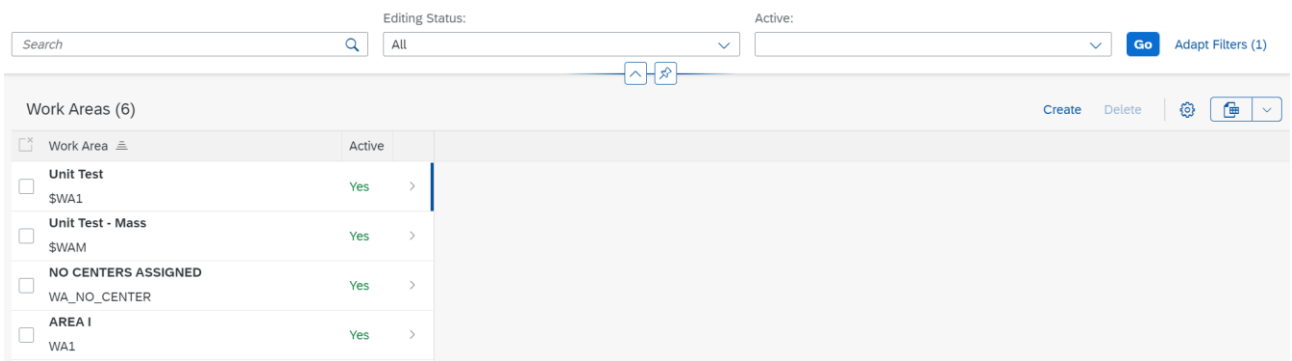 Editing Status:
Active:
Search
All
Go
Adapt Filters (1)
Work Areas (6)
Create
Delete
Work Area
Active
Unit Test
$WA1
Yes
Unit Test - Mass
$WAM
Yes
NO CENTERS ASSIGNED
WA_NO_CENTER
Yes
AREA I
WA1
Yes